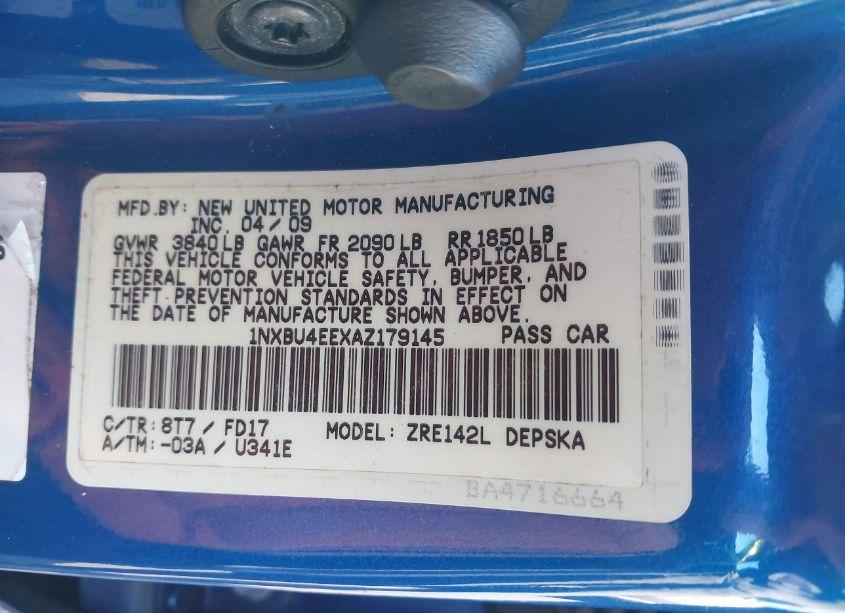 MFD.BY: NEW UNITED MOTOR MANUFACTURING
INC. 04/09
GVWR 3840LB GAWR FR 2090LB RR 1850LB
THIS VEHICLE CONFORMS TO ALL APPLICABLE
FEDERAL MOTOR VEHICLE SAFETY, BUMPER, AND
THEFT PREVENTION STANDARDS IN EFFECT ON
THE DATE OF MANUFACTURE SHOWN ABOVE.
1NXBU4EEXAZ179145 PASS CAR
C/TR: 8T7 / FD17 MODEL: ZRE142L DEPSKA
A/TM: -03A / U341E
BA4716664